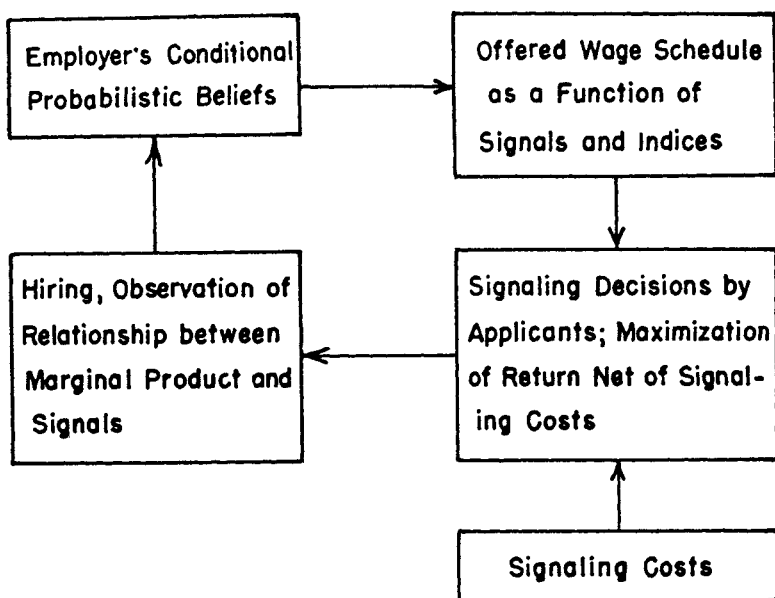 Employer's Conditional
Probabilistic Beliefs
Offered Wage Schedule
as a Function of
Signals and Indices
Hiring, Observation of
Relationship between
Marginal Product and
Signals
Signaling Decisions by
Applicants; Maximization
of Return Net of Signal-
ing Costs
Signaling Costs